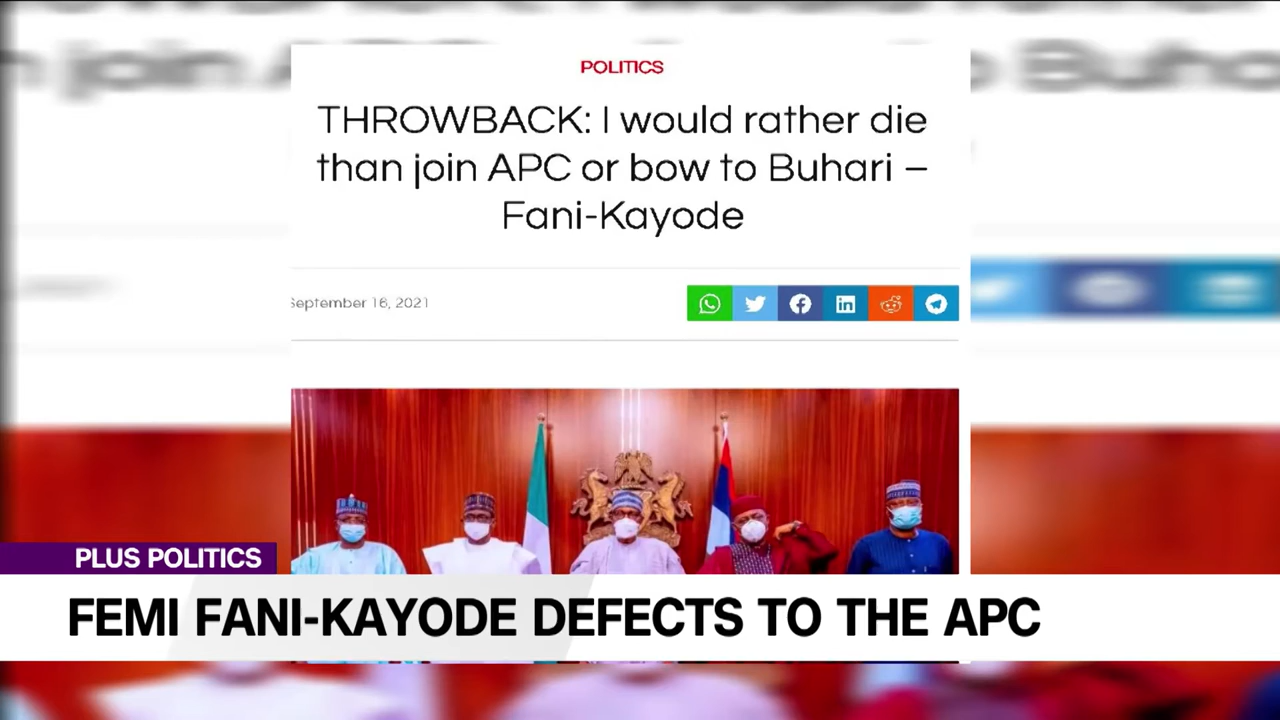 POLITICS
THROWBACK: I would rather die
than join APC or bow to Buhari –
Fani-Kayode
September 16, 2021
PLUS POLITICS
FEMI FANI-KAYODE DEFECTS TO THE APC